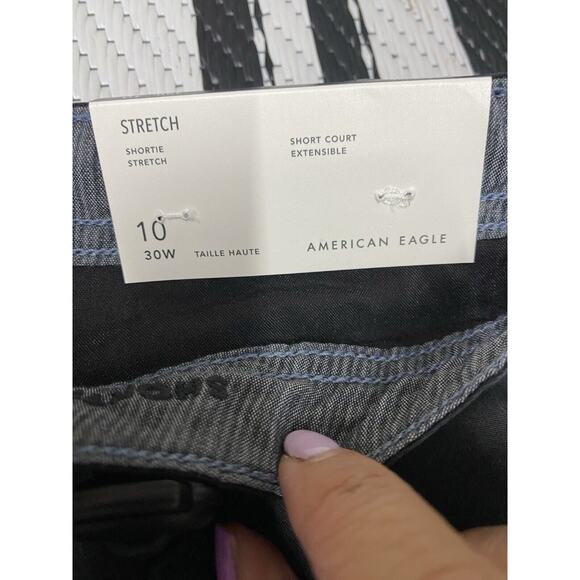 STRETCH
SHORTIE
STRETCH
SHORT COURT
EXTENSIBLE
10
30W
TAILLE HAUTE
AMERICAN EAGLE